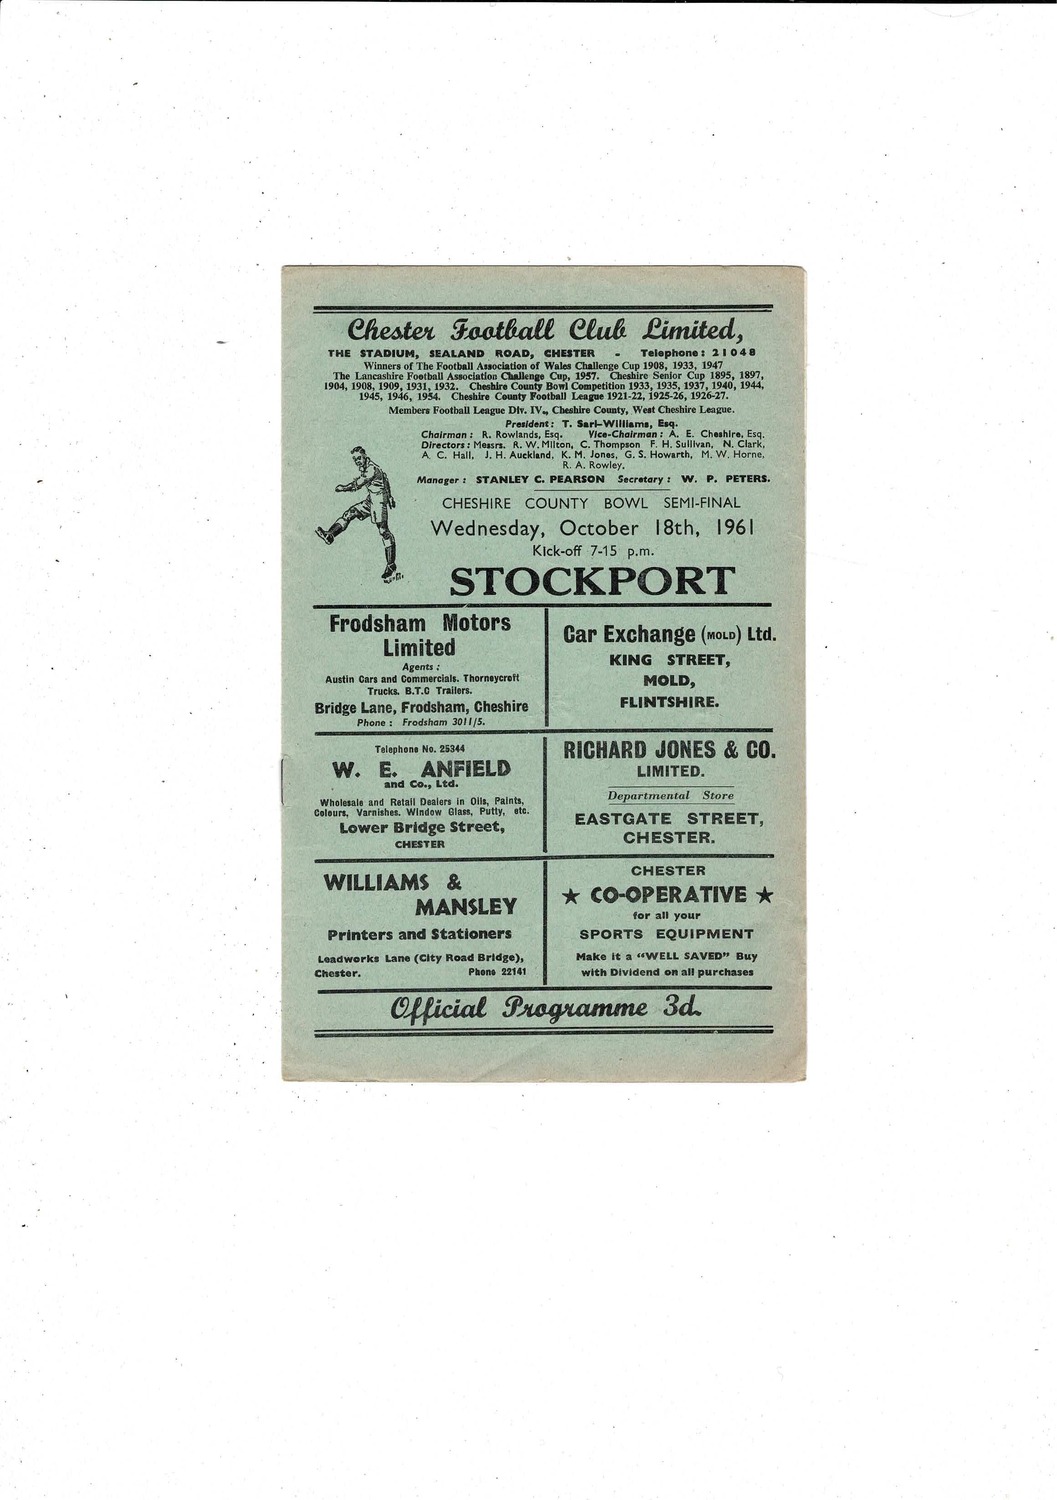 Chester Football Club Limited,
THE STADIUM, SEALAND ROAD, CHESTER - Telephone: 21048
Winners of The Football Association of Wales Challenge Cup 1908, 1933, 1947
The Lancashire Football Association Challenge Cup, 1957. Cheshire Senior Cup 1895, 1897,
1904, 1908, 1909, 1931, 1932. Cheshire County Bowl Competition 1933, 1935, 1937, 1940, 1944,
1945, 1946, 1954. Cheshire County Football League 1921-22, 1925-26, 1926-27.
Members Football League Div. IV., Cheshire County, West Cheshire League.
President: T. Sarl-Williams, Esq.
Chairman: R. Rowlands, Esq. Vice-Chairman: A. E. Cheshire, Esq.
Directors: Messrs. R. W. Milton, C. Thompson F. H. Sullivan, N. Clark,
A. C. Hall, J. H. Auckland, K. M. Jones, G. S. Howarth, M. W. Horne,
R. A. Rowley.
Manager: STANLEY C. PEARSON Secretary: W. P. PETERS.
CHESHIRE COUNTY BOWL SEMI-FINAL
Wednesday, October 18th, 1961
Kick-off 7-15 p.m.
STOCKPORT
Frodsham Motors
Limited
Agents:
Austin Cars and Commercials. Thorneycroft
Trucks. B.T.C Trailers.
Bridge Lane, Frodsham, Cheshire
Phone: Frodsham 3011/5.
Car Exchange (MOLD) Ltd.
KING STREET,
MOLD,
FLINTSHIRE.
Telephone No. 25344
W. E. ANFIELD
and Co., Ltd.
Wholesale and Retail Dealers in Oils, Paints,
Colours, Varnishes. Window Glass, Putty, etc.
Lower Bridge Street,
CHESTER
RICHARD JONES & CO.
LIMITED.
Departmental Store
EASTGATE STREET,
CHESTER.
WILLIAMS &
MANSLEY
Printers and Stationers
Leadworks Lane (City Road Bridge),
Chester. Phone 22141
CHESTER
★ CO-OPERATIVE ★
for all your
SPORTS EQUIPMENT
Make it a "WELL SAVED" Buy
with Dividend on all purchases
Official Programme 3d.